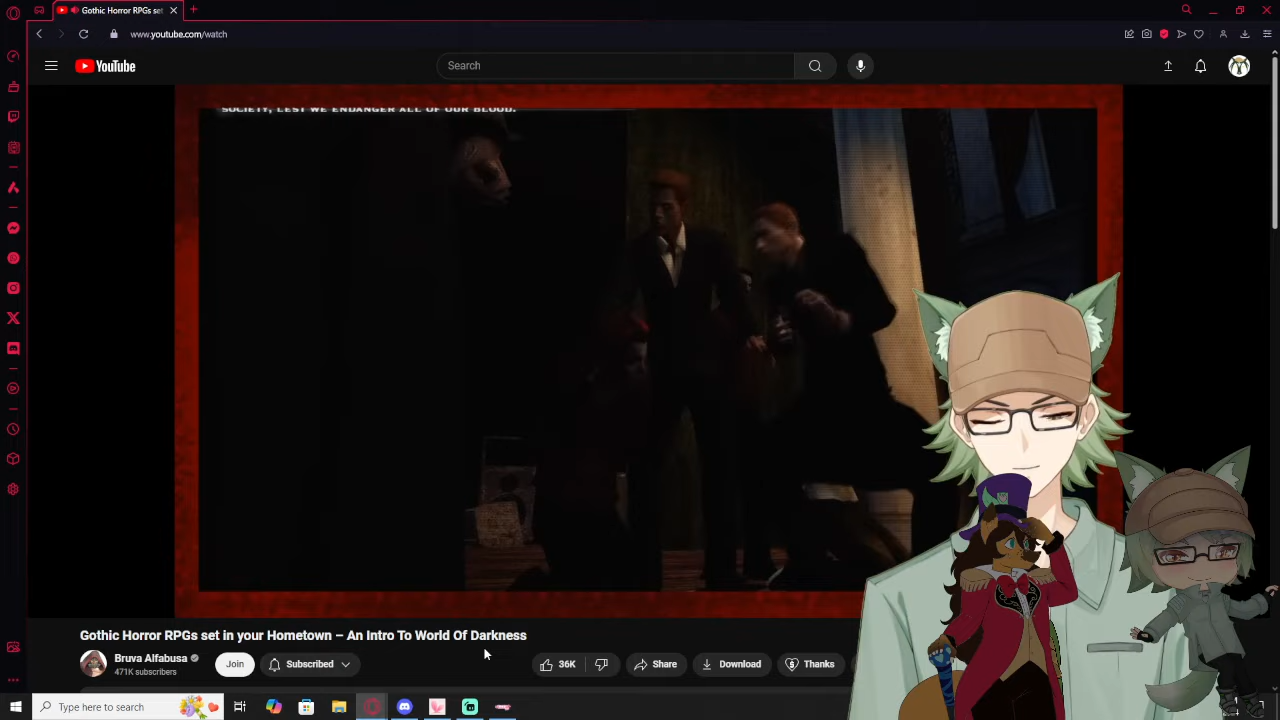 Gothic Horror RPGs set
www.youtube.com/watch
YouTube
Search
SOCIETY, LEST WE ENDANGER ALL OF OUR BLOOD.
Gothic Horror RPGs set in your Hometown – An Intro To World Of Darkness
Bruva Alfabusa
471K subscribers
Join
Subscribed
36K
Share
Download
Thanks
Type here to search